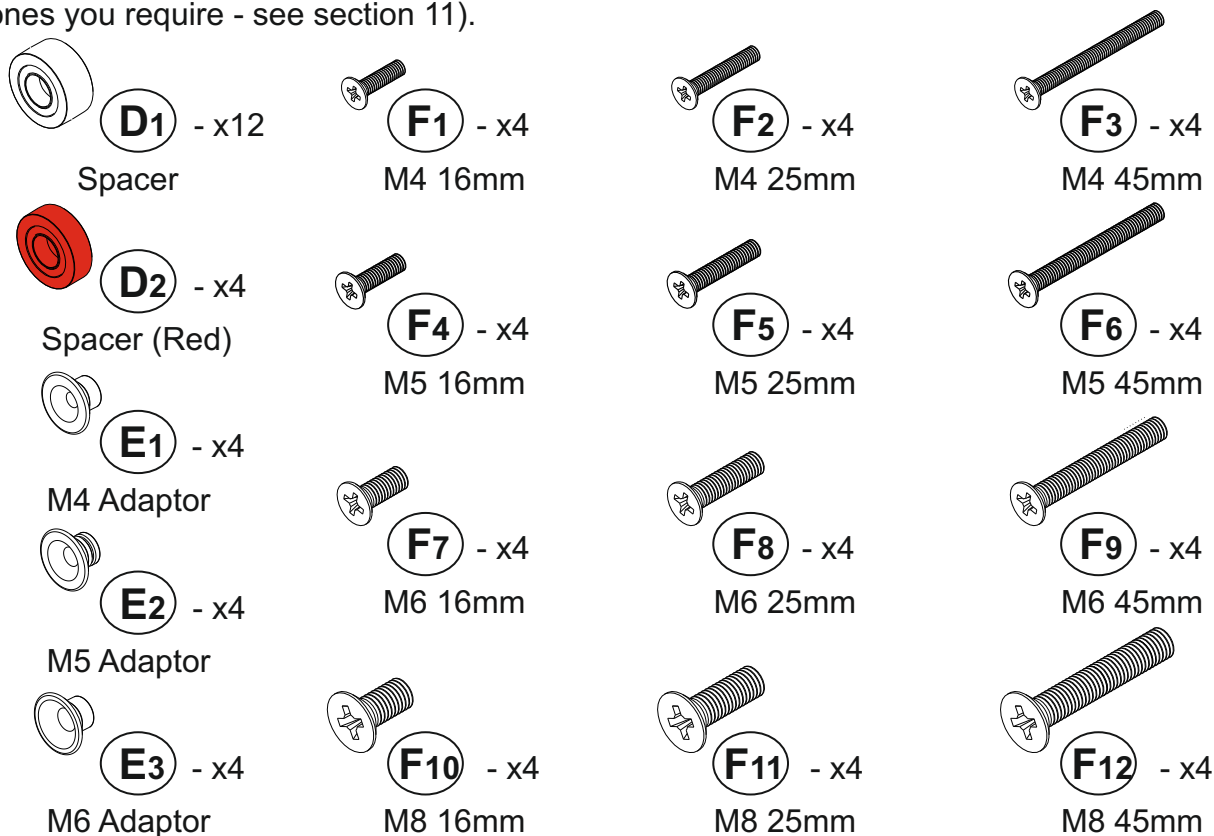 ones you require - see section 11).
D1 - x12
Spacer
F1 - x4
M4 16mm
F2 - x4
M4 25mm
F3 - x4
M4 45mm
D2 - x4
Spacer (Red)
F4 - x4
M5 16mm
F5 - x4
M5 25mm
F6 - x4
M5 45mm
E1 - x4
M4 Adaptor
E2 - x4
M5 Adaptor
F7 - x4
M6 16mm
F8 - x4
M6 25mm
F9 - x4
M6 45mm
E3 - x4
M6 Adaptor
F10 - x4
M8 16mm
F11 - x4
M8 25mm
F12 - x4
M8 45mm